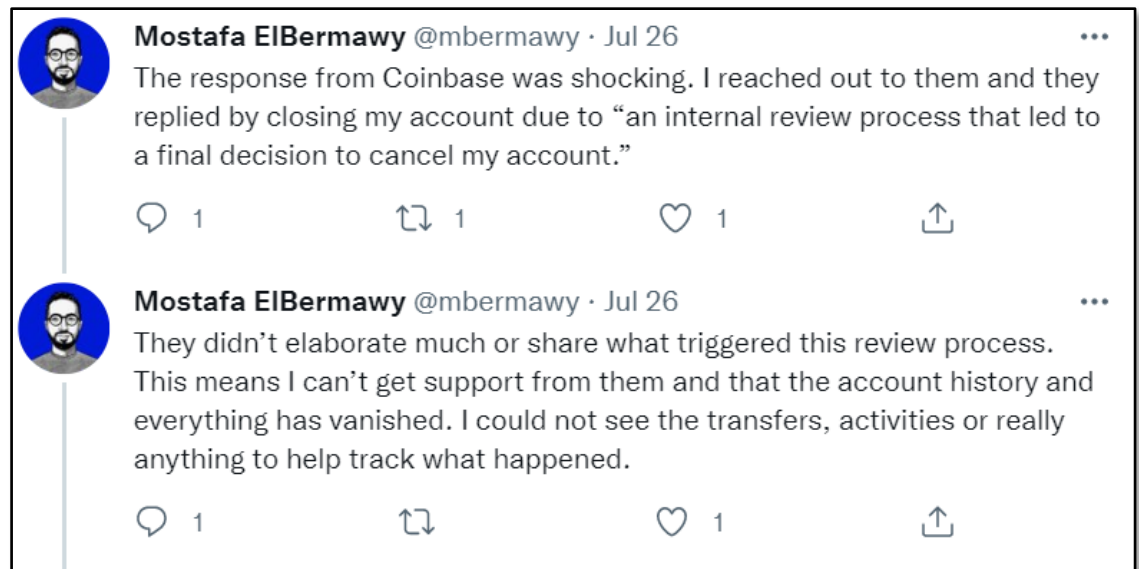 Mostafa ElBermawy @mbermawy · Jul 26
The response from Coinbase was shocking. I reached out to them and they
replied by closing my account due to “an internal review process that led to
a final decision to cancel my account.”
1 1 1
Mostafa ElBermawy @mbermawy · Jul 26
They didn’t elaborate much or share what triggered this review process.
This means I can’t get support from them and that the account history and
everything has vanished. I could not see the transfers, activities or really
anything to help track what happened.
1 1